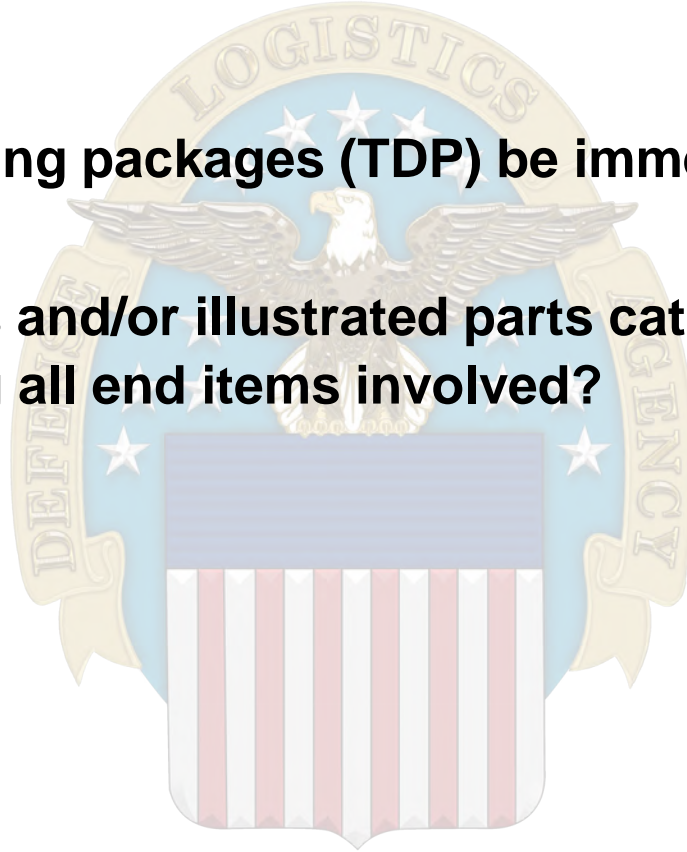 LOGISTICS
ng packages (TDP) be imme
and/or illustrated parts cat
all end items involved?
DEFENSE
AGENCY